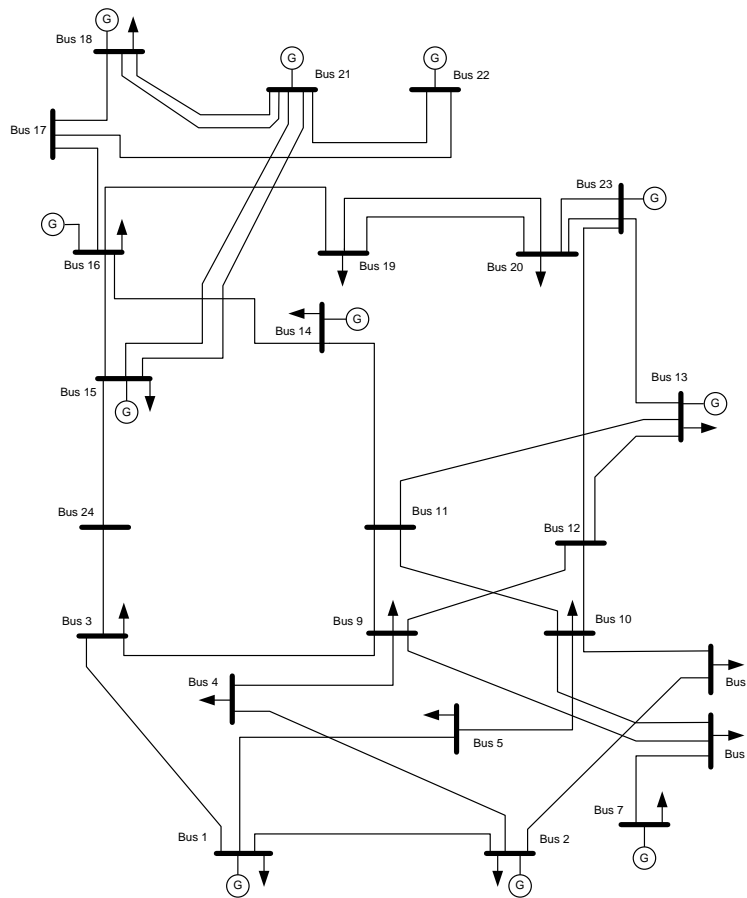 G
Bus 18
G
Bus 21
G
Bus 22
Bus 17
Bus 23
G
G
Bus 16
Bus 19
Bus 20
Bus 14
G
Bus 13
G
Bus 15
G
Bus 24
Bus 11
Bus 12
Bus 3
Bus 9
Bus 10
Bus 4
Bus
Bus 5
Bus
Bus 7
Bus 1
Bus 2
G
G
G